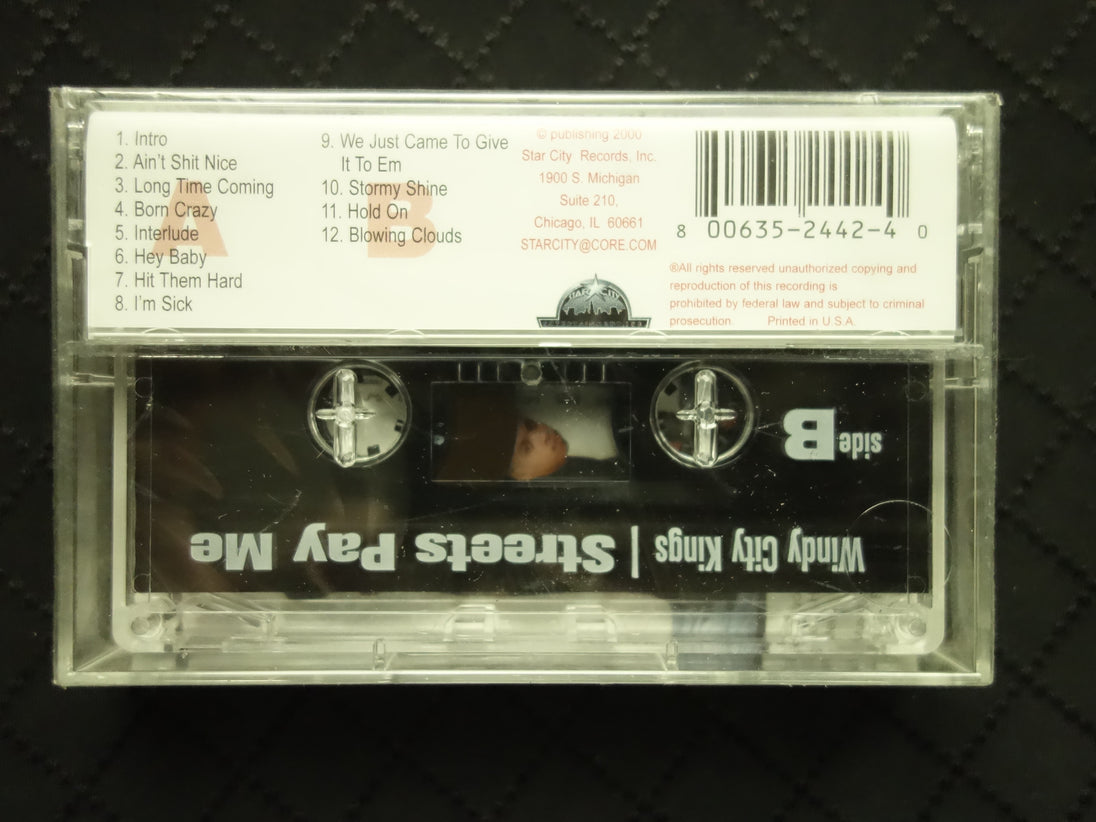 1. Intro
2. Ain't Shit Nice
3. Long Time Coming
4. Born Crazy
5. Interlude
6. Hey Baby
7. Hit Them Hard
8. I'm Sick
A
9. We Just Came To Give
It To Em
10. Stormy Shine
11. Hold On
12. Blowing Clouds
B
© publishing 2000
Star City Records, Inc.
1900 S. Michigan
Suite 210,
Chicago, IL 60661
STARCITY@CORE.COM
STAR CITY
8 00635-2442-4 0
®All rights reserved unauthorized copying and
reproduction of this recording is
prohibited by federal law and subject to criminal
prosecution. Printed in U.S.A.
side B
Windy City Kings | Streets Pay Me